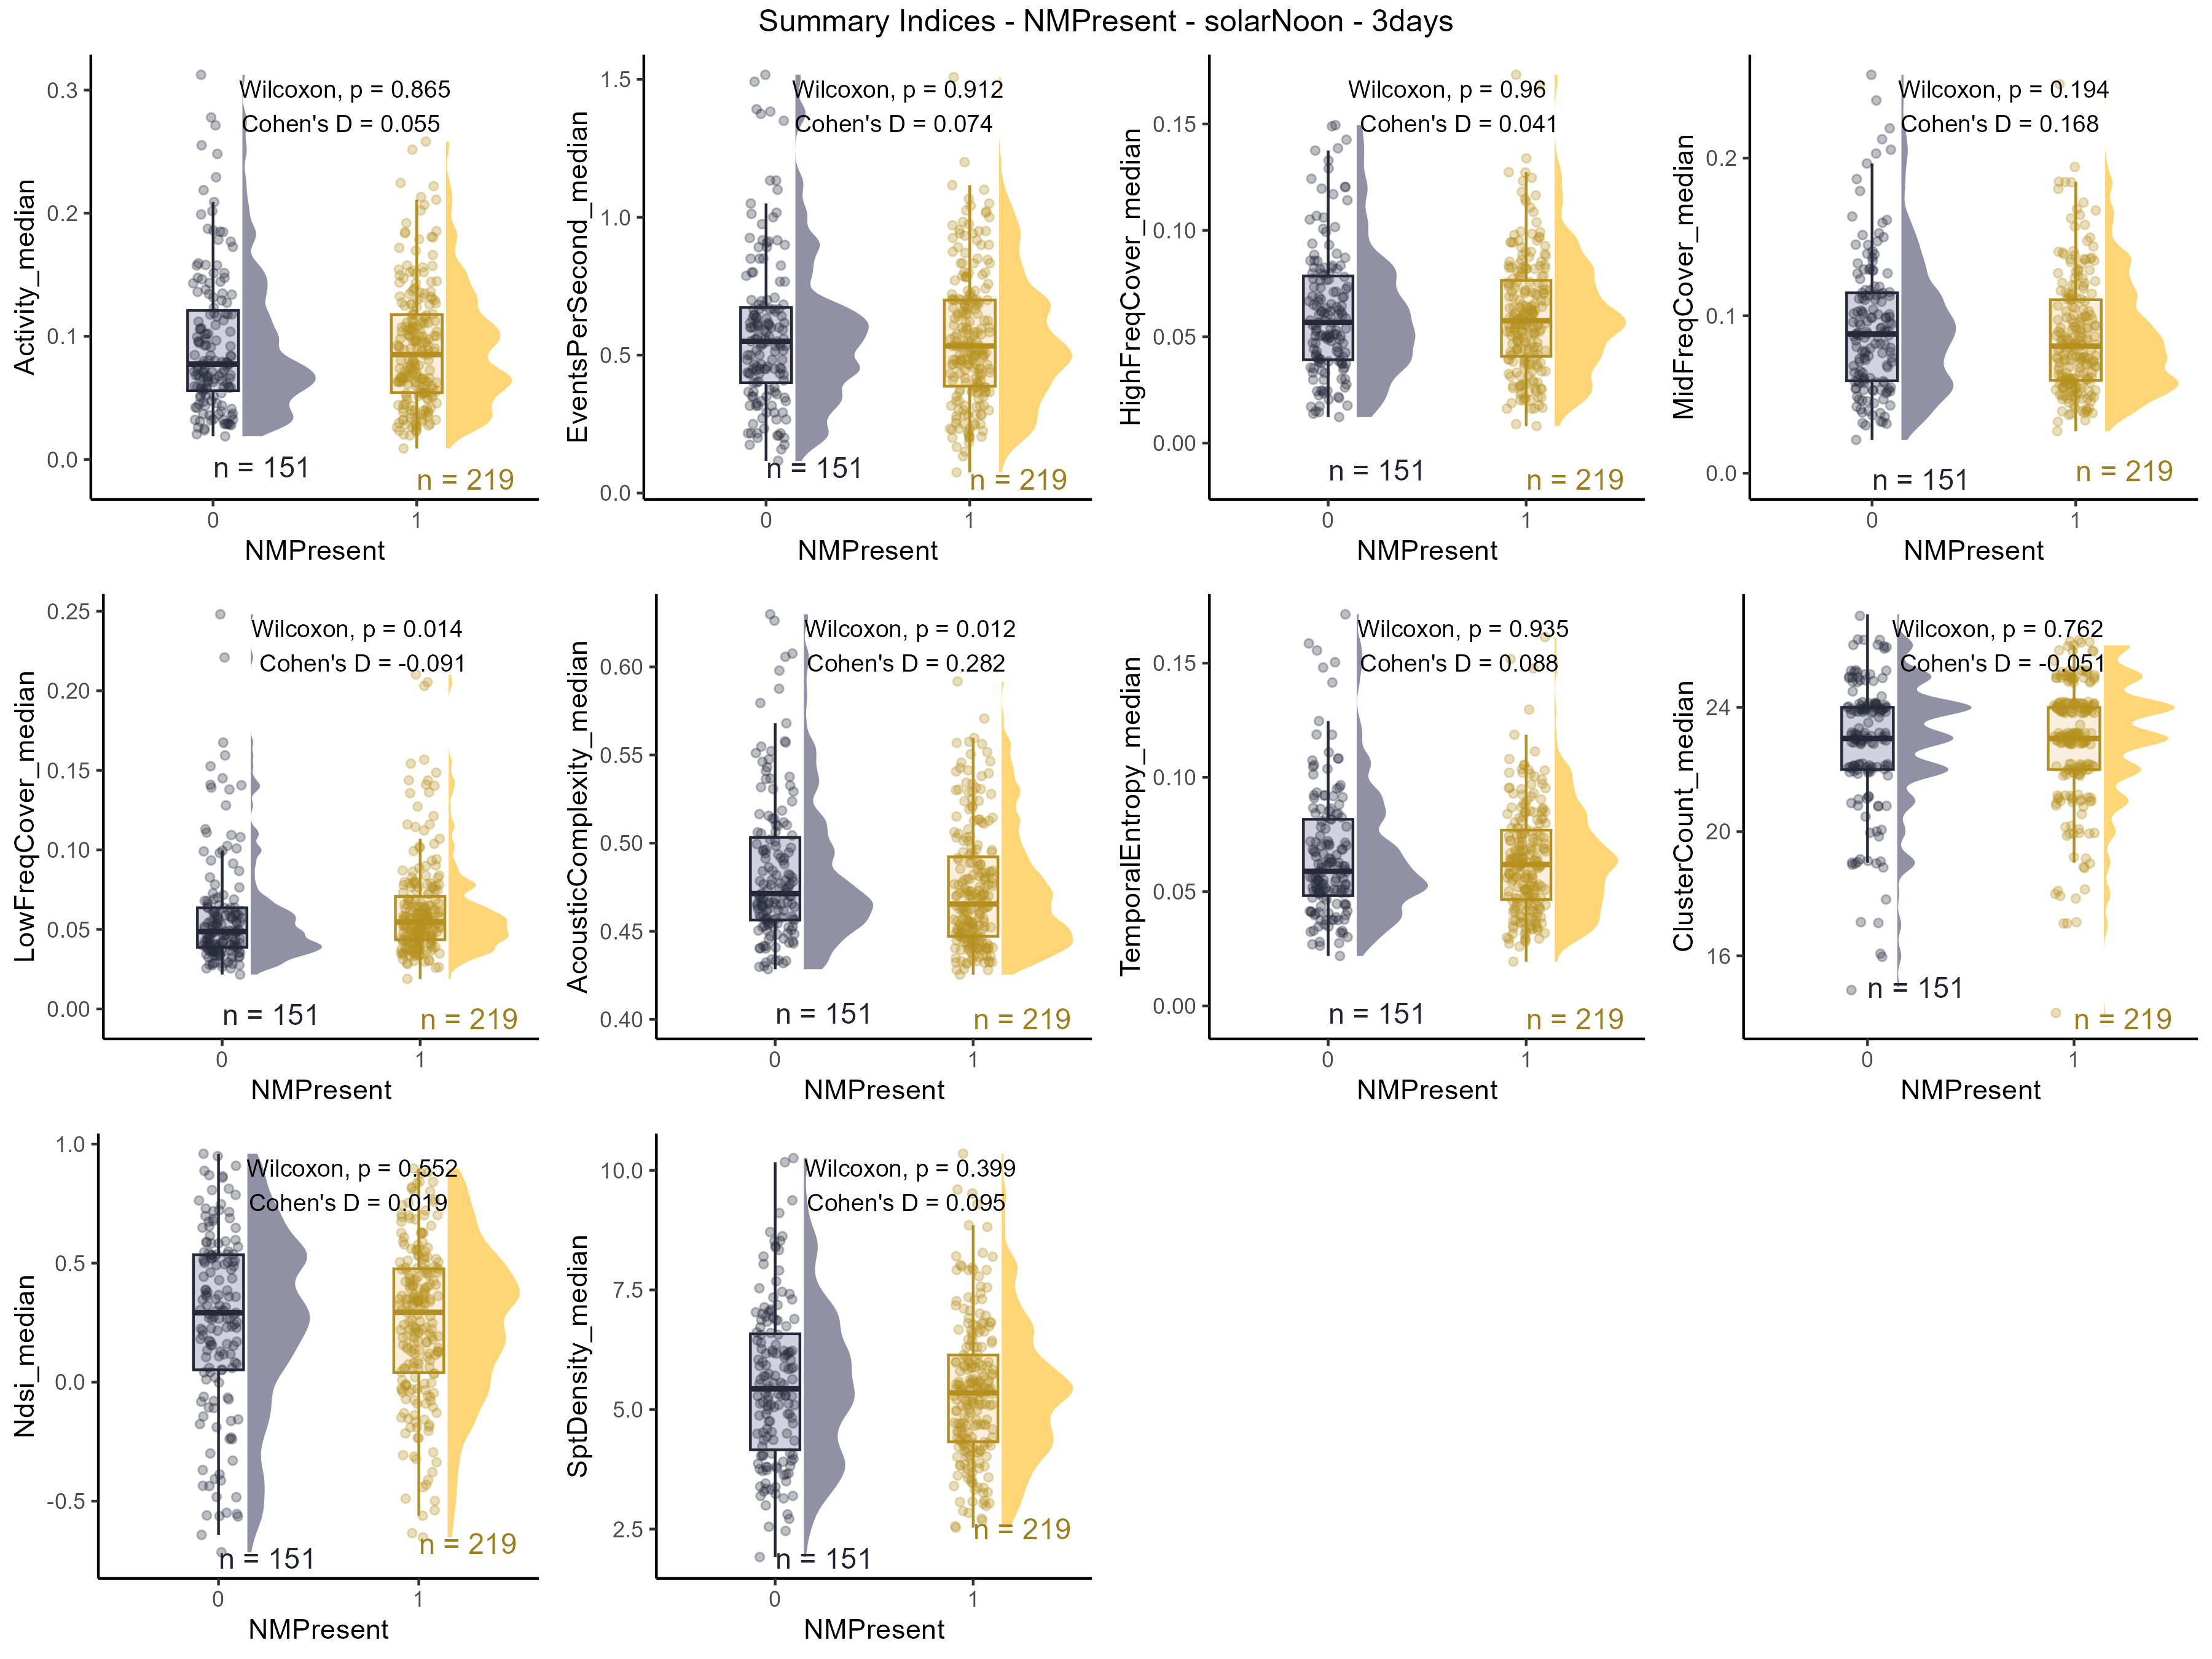 Summary Indices - NMPresent - solarNoon - 3days
Activity_median
0.3
0.2
0.1
0.0
Wilcoxon, p = 0.865
Cohen's D = 0.055
n = 151
n = 219
0
1
NMPresent
EventsPerSecond_median
1.5
1.0
0.5
0.0
Wilcoxon, p = 0.912
Cohen's D = 0.074
n = 151
n = 219
0
1
NMPresent
HighFreqCover_median
0.15
0.10
0.05
0.00
Wilcoxon, p = 0.96
Cohen's D = 0.041
n = 151
n = 219
0
1
NMPresent
MidFreqCover_median
0.2
0.1
0.0
Wilcoxon, p = 0.194
Cohen's D = 0.168
n = 151
n = 219
0
1
NMPresent
LowFreqCover_median
0.25
0.20
0.15
0.10
0.05
0.00
Wilcoxon, p = 0.014
Cohen's D = -0.091
n = 151
n = 219
0
1
NMPresent
AcousticComplexity_median
0.60
0.55
0.50
0.45
0.40
Wilcoxon, p = 0.012
Cohen's D = 0.282
n = 151
n = 219
0
1
NMPresent
TemporalEntropy_median
0.15
0.10
0.05
0.00
Wilcoxon, p = 0.935
Cohen's D = 0.088
n = 151
n = 219
0
1
NMPresent
ClusterCount_median
24
20
16
Wilcoxon, p = 0.762
Cohen's D = -0.051
n = 151
n = 219
0
1
NMPresent
Ndsi_median
1.0
0.5
0.0
-0.5
Wilcoxon, p = 0.552
Cohen's D = 0.019
n = 151
n = 219
0
1
NMPresent
SptDensity_median
10.0
7.5
5.0
2.5
Wilcoxon, p = 0.399
Cohen's D = 0.095
n = 151
n = 219
0
1
NMPresent